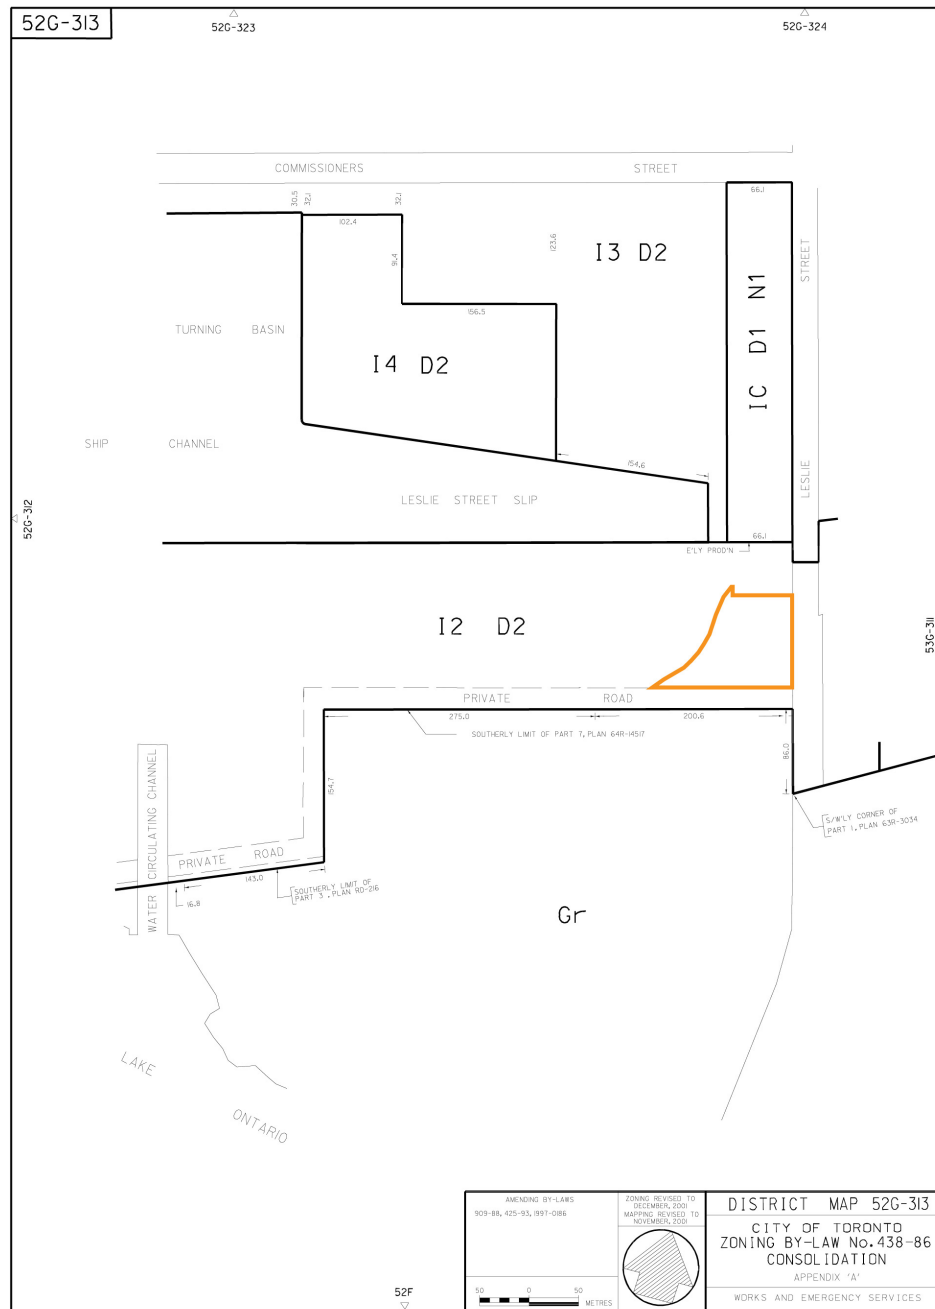 52G-313
52G-323
52G-324
COMMISSIONERS STREET
30.5
32.1
32.1
66.1
102.4
123.6
91.4
I3 D2
STREET
IC D1 N1
156.5
TURNING BASIN
I4 D2
SHIP CHANNEL
154.6
LESLIE
LESLIE STREET SLIP
52G-312
66.1
E'LY PROD'N
I2 D2
53G-311
PRIVATE ROAD
275.0
200.6
SOUTHERLY LIMIT OF PART 7, PLAN 64R-14517
86.0
WATER CIRCULATING CHANNEL
154.7
S/W'LY CORNER OF
PART 1, PLAN 63R-3034
PRIVATE ROAD
143.0
16.8
SOUTHERLY LIMIT OF
PART 3 . PLAN RD-216
Gr
LAKE
ONTARIO
AMENDING BY-LAWS
909-88, 425-93, 1997-0186
ZONING REVISED TO
DECEMBER, 2001
MAPPING REVISED TO
NOVEMBER, 2001
DISTRICT MAP 52G-313
CITY OF TORONTO
ZONING BY-LAW No. 438-86
CONSOLIDATION
APPENDIX 'A'
WORKS AND EMERGENCY SERVICES
50 0 50
METRES
52F